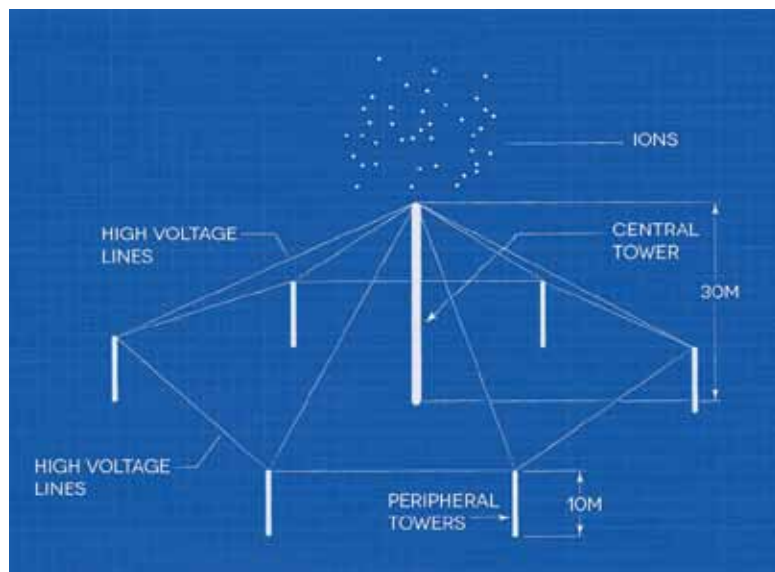 IONS
HIGH VOLTAGE
LINES
CENTRAL
TOWER
30M
HIGH VOLTAGE
LINES
PERIPHERAL
TOWERS
10M